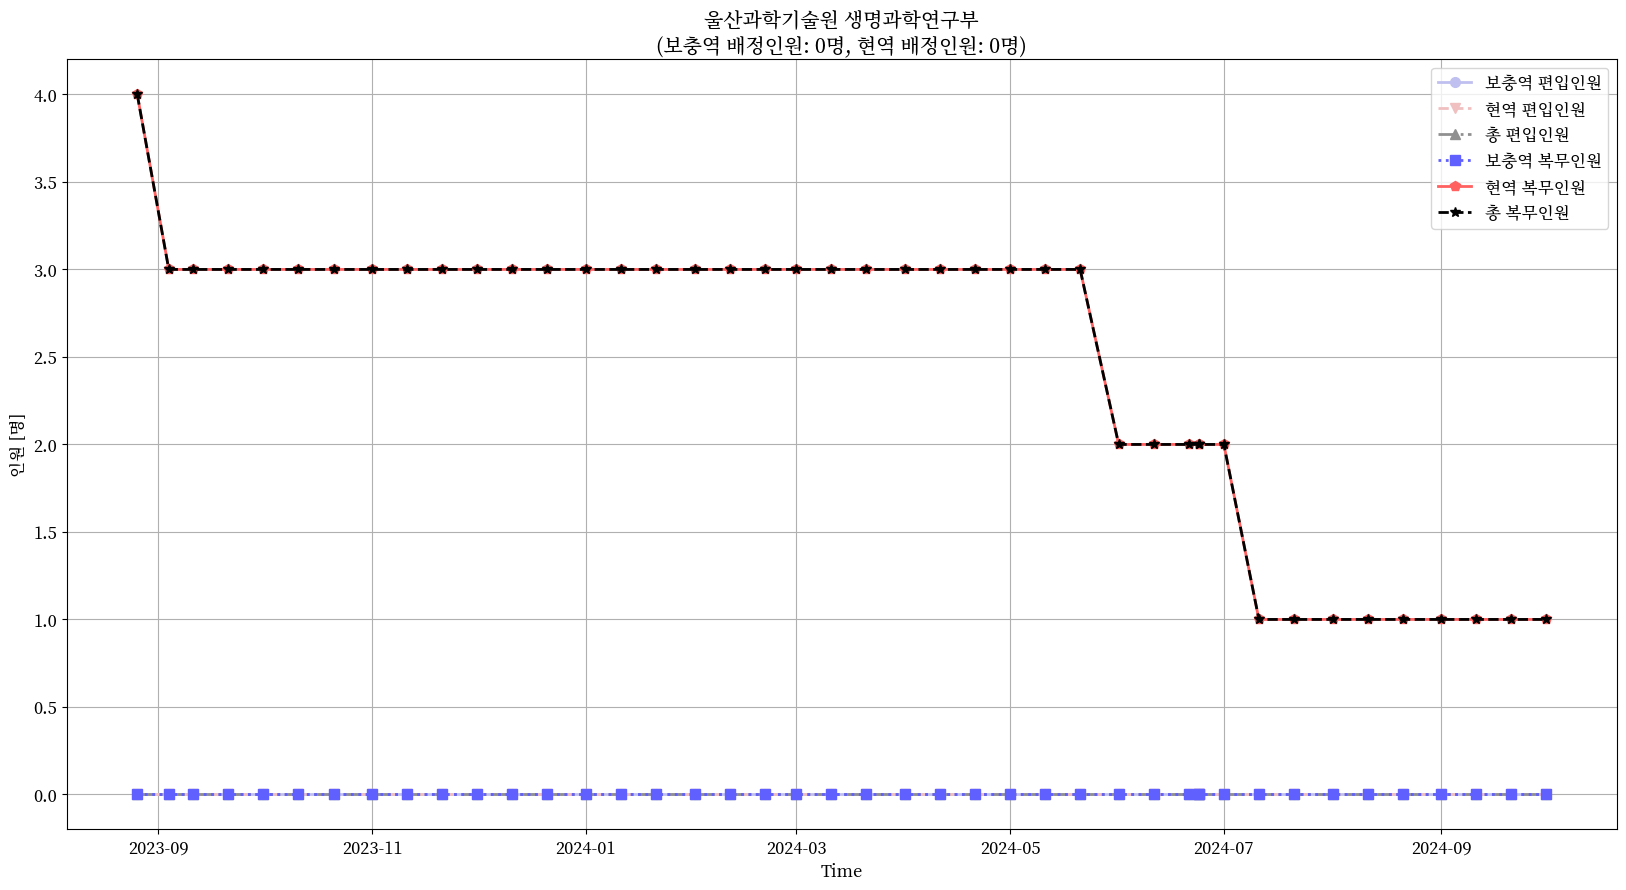 울산과학기술원 생명과학연구부
(보충역 배정인원: 0명, 현역 배정인원: 0명)
보충역 편입인원
현역 편입인원
총 편입인원
보충역 복무인원
현역 복무인원
총 복무인원
인원 [명]
4.0
3.5
3.0
2.5
2.0
1.5
1.0
0.5
0.0
2023-09
2023-11
2024-01
2024-03
2024-05
2024-07
2024-09
Time